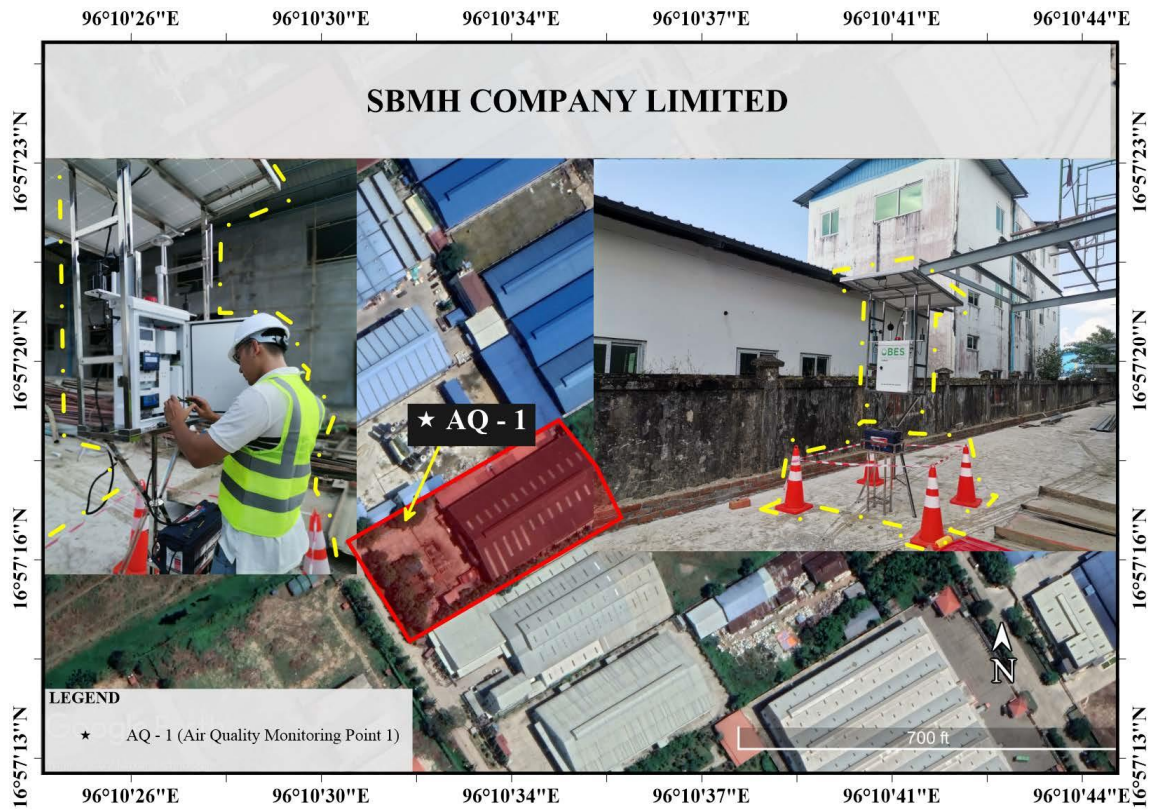 96°10'26"E 96°10'30"E 96°10'34"E 96°10'37"E 96°10'41"E 96°10'44"E
SBMH COMPANY LIMITED
16°57'23"N
16°57'23"N
16°57'20"N
16°57'20"N
BES
★ AQ - 1
16°57'16"N
16°57'16"N
N
LEGEND
★ AQ - 1 (Air Quality Monitoring Point 1)
700 ft
16°57'13"N
16°57'13"N
96°10'26"E 96°10'30"E 96°10'34"E 96°10'37"E 96°10'41"E 96°10'44"E